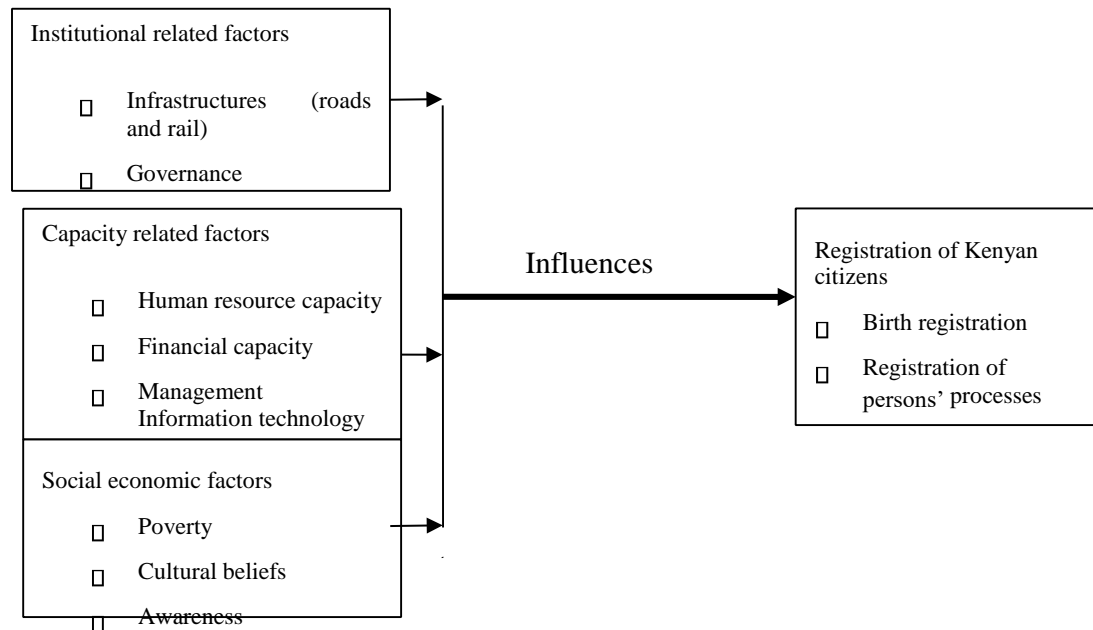 Institutional related factors
Infrastructures (roads
and rail)
Governance
Capacity related factors
Human resource capacity
Financial capacity
Management
Information technology
Social economic factors
Poverty
Cultural beliefs
Awareness
Influences
Registration of Kenyan
citizens
Birth registration
Registration of
persons’ processes